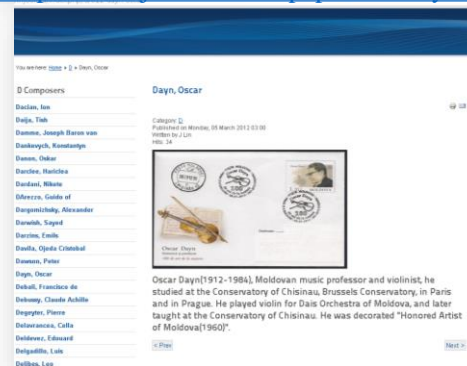 You are here: Home ▸ D ▸ Dayn, Oscar
D Composers
Dacian, Ion
Daija, Tish
Damme, Joseph Baron van
Dankevych, Konstantyn
Danon, Oskar
Darclee, Hariclea
Dardani, Nikete
DArezzo, Guido of
Dargomizhsky, Alexander
Darwish, Sayed
Darzins, Emils
Davila, Ojeda Cristobal
Dawson, Peter
Dayn, Oscar
Debali, Francisco de
Debussy, Claude Achille
Degeyter, Pierre
Delavrancea, Cella
Deldevez, Edouard
Delgadillo, Luis
Delibes, Leo
Dayn, Oscar
Category: D
Published on Monday, 05 March 2012 03:00
Written by J Lin
Hits: 34
Oscar Dayn
Oscar Dayn(1912-1984), Moldovan music professor and violinist, he
studied at the Conservatory of Chisinau, Brussels Conservatory, in Paris
and in Prague. He played violin for Dais Orchestra of Moldova, and later
taught at the Conservatory of Chisinau. He was decorated "Honored Artist
of Moldova(1960)".
< Prev
Next >